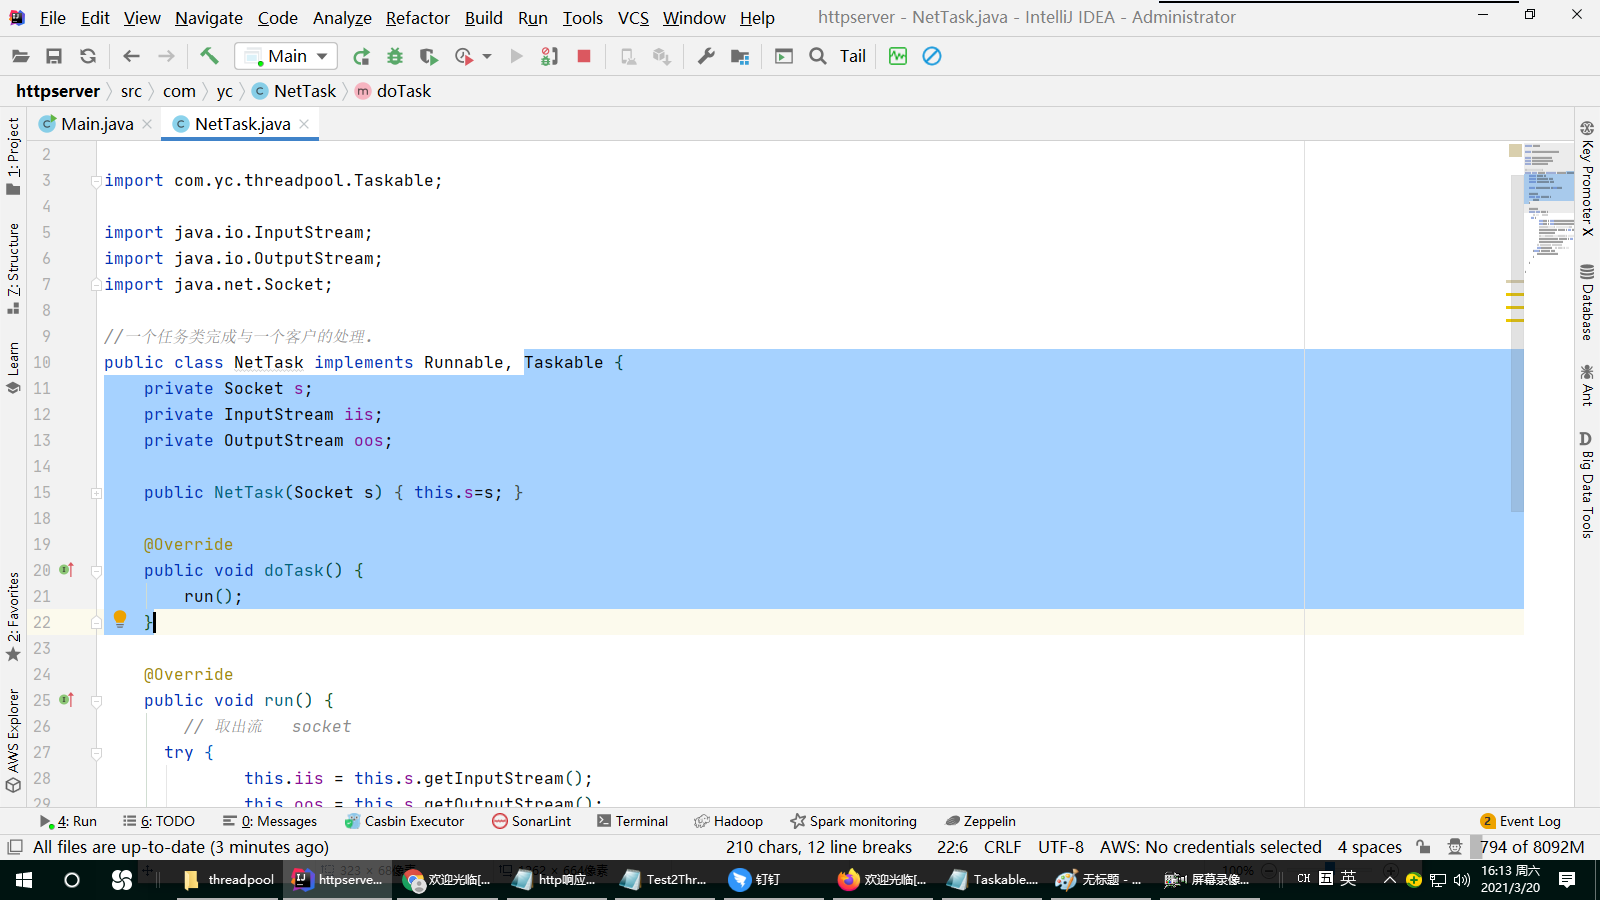 File Edit View Navigate Code Analyze Refactor Build Run Tools VCS Window Help httpserver - NetTask.java - IntelliJ IDEA - Administrator
Main Tail
httpserver src com yc NetTask doTask
Main.java NetTask.java
1: Project
7: Structure
Learn
2: Favorites
AWS Explorer
2
3 import com.yc.threadpool.Taskable;
4
5 import java.io.InputStream;
6 import java.io.OutputStream;
7 import java.net.Socket;
8
9 //一个任务类完成与一个客户的处理.
10 public class NetTask implements Runnable, Taskable {
11 private Socket s;
12 private InputStream iis;
13 private OutputStream oos;
14
15 public NetTask(Socket s) { this.s=s; }
18
19 @Override
20 public void doTask() {
21 run();
22 }
23
24 @Override
25 public void run() {
26 // 取出流 socket
27 try {
28 this.iis = this.s.getInputStream();
29 this.oos = this.s.getOutputStream();
Key Promoter X
Database
Ant
Big Data Tools
4: Run 6: TODO 0: Messages Casbin Executor SonarLint Terminal Hadoop Spark monitoring Zeppelin 2 Event Log
All files are up-to-date (3 minutes ago) 210 chars, 12 line breaks 22:6 CRLF UTF-8 AWS: No credentials selected 4 spaces 794 of 8092M
threadpool httpserve... 欢迎光临[... http响应... Test2Thr... 钉钉 欢迎光临[... Taskable.... 无标题 - ... 屏幕录像... CH 五 英 16:13 周六
2021/3/20